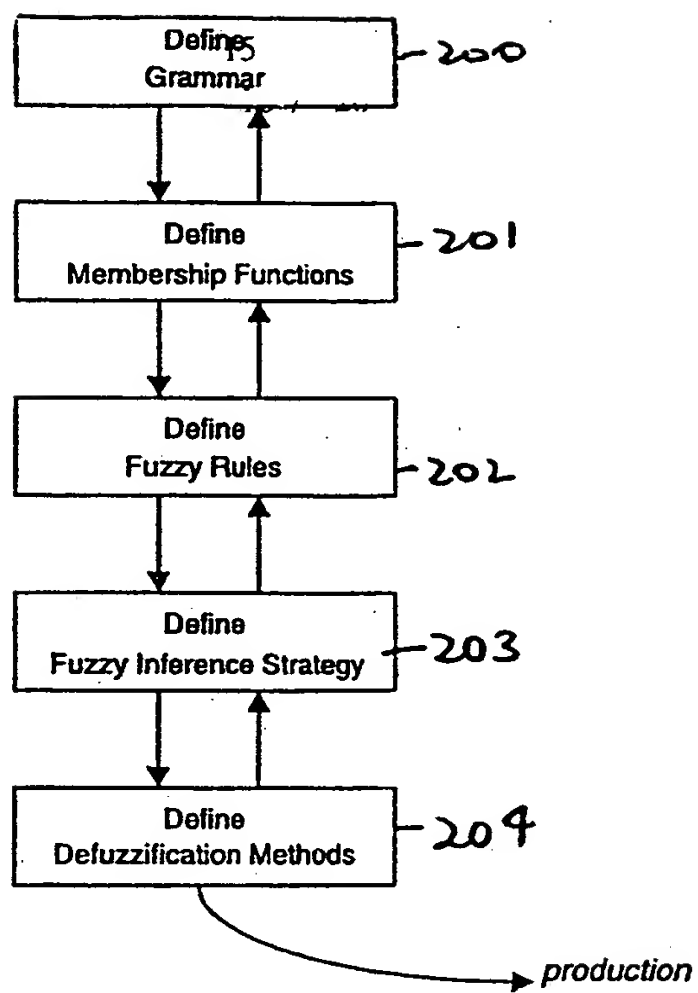 Define
15
Grammar
200
Define
Membership Functions
201
Define
Fuzzy Rules
202
Define
Fuzzy Inference Strategy
203
Define
Defuzzification Methods
204
production